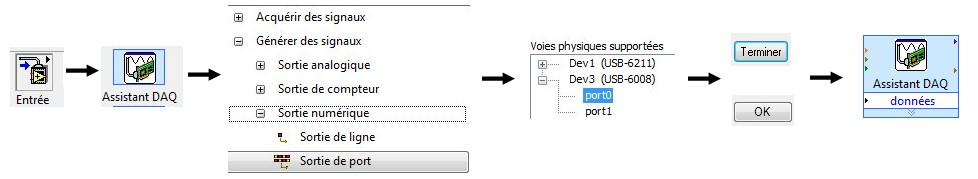 Entrée
Assistant DAQ
Acquérir des signaux
Générer des signaux
Sortie analogique
Sortie de compteur
Sortie numérique
Sortie de ligne
Sortie de port
Voies physiques supportées
Dev1 (USB-6211)
Dev3 (USB-6008)
port0
port1
Terminer
OK
Assistant DAQ
données